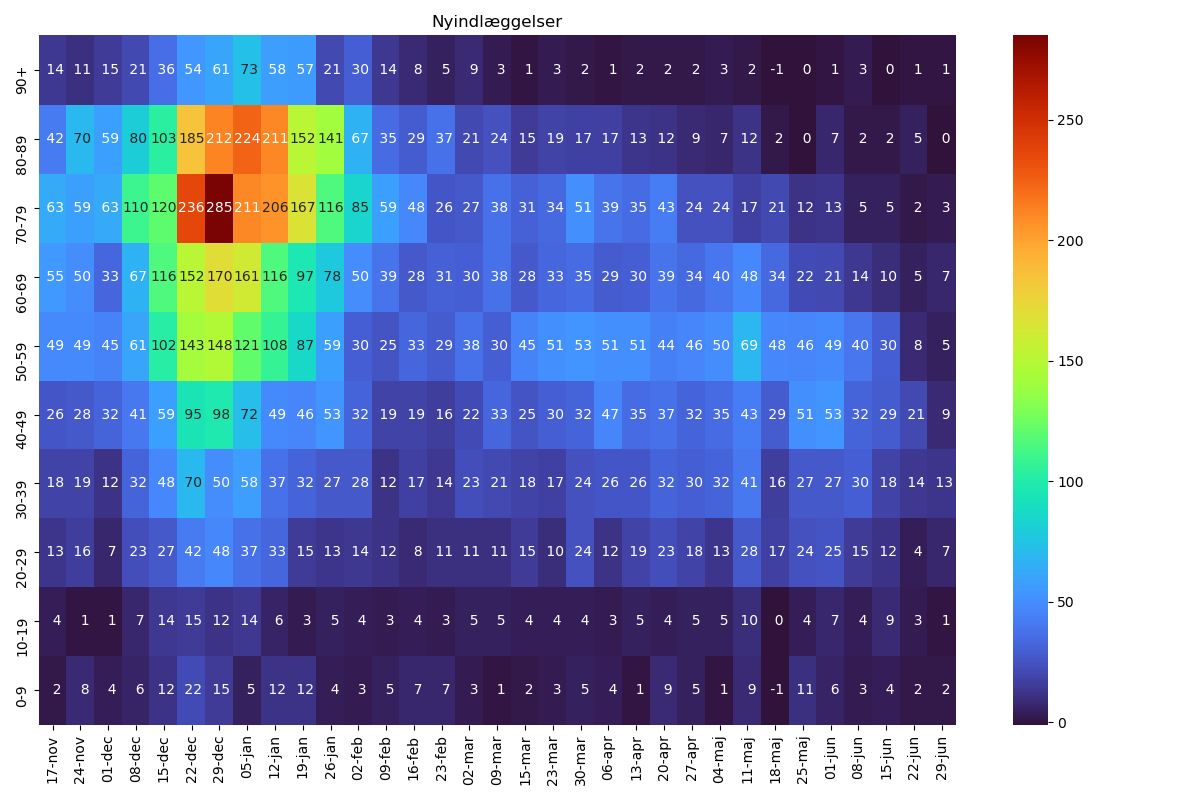 Nyindlæggelser
90+ 14 11 15 21 36 54 61 73 58 57 21 30 14 8 5 9 3 1 3 2 1 2 2 2 3 2 -1 0 1 3 0 1 1
80-89 42 70 59 80 103 185 212 224 211 152 141 67 35 29 37 21 24 15 19 17 17 13 12 9 7 12 2 0 7 2 2 5 0
70-79 63 59 63 110 120 236 285 211 206 167 116 85 59 48 26 27 38 31 34 51 39 35 43 24 24 17 21 12 13 5 5 2 3
60-69 55 50 33 67 116 152 170 161 116 97 78 50 39 28 31 30 38 28 33 35 29 30 39 34 40 48 34 22 21 14 10 5 7
50-59 49 49 45 61 102 143 148 121 108 87 59 30 25 33 29 38 30 45 51 53 51 51 44 46 50 69 48 46 49 40 30 8 5
40-49 26 28 32 41 59 95 98 72 49 46 53 32 19 19 16 22 33 25 30 32 47 35 37 32 35 43 29 51 53 32 29 21 9
30-39 18 19 12 32 48 70 50 58 37 32 27 28 12 17 14 23 21 18 17 24 26 26 32 30 32 41 16 27 27 30 18 14 13
20-29 13 16 7 23 27 42 48 37 33 15 13 14 12 8 11 11 11 15 10 24 12 19 23 18 13 28 17 24 25 15 12 4 7
10-19 4 1 1 7 14 15 12 14 6 3 5 4 3 4 3 5 5 4 4 4 3 5 4 5 5 10 0 4 7 4 9 3 1
0-9 2 8 4 6 12 22 15 5 12 12 4 3 5 7 7 3 1 2 3 5 4 1 9 5 1 9 -1 11 6 3 4 2 2
17-nov 24-nov 01-dec 08-dec 15-dec 22-dec 29-dec 05-jan 12-jan 19-jan 26-jan 02-feb 09-feb 16-feb 23-feb 02-mar 09-mar 15-mar 23-mar 30-mar 06-apr 13-apr 20-apr 27-apr 04-maj 11-maj 18-maj 25-maj 01-jun 08-jun 15-jun 22-jun 29-jun
250
200
150
100
50
0